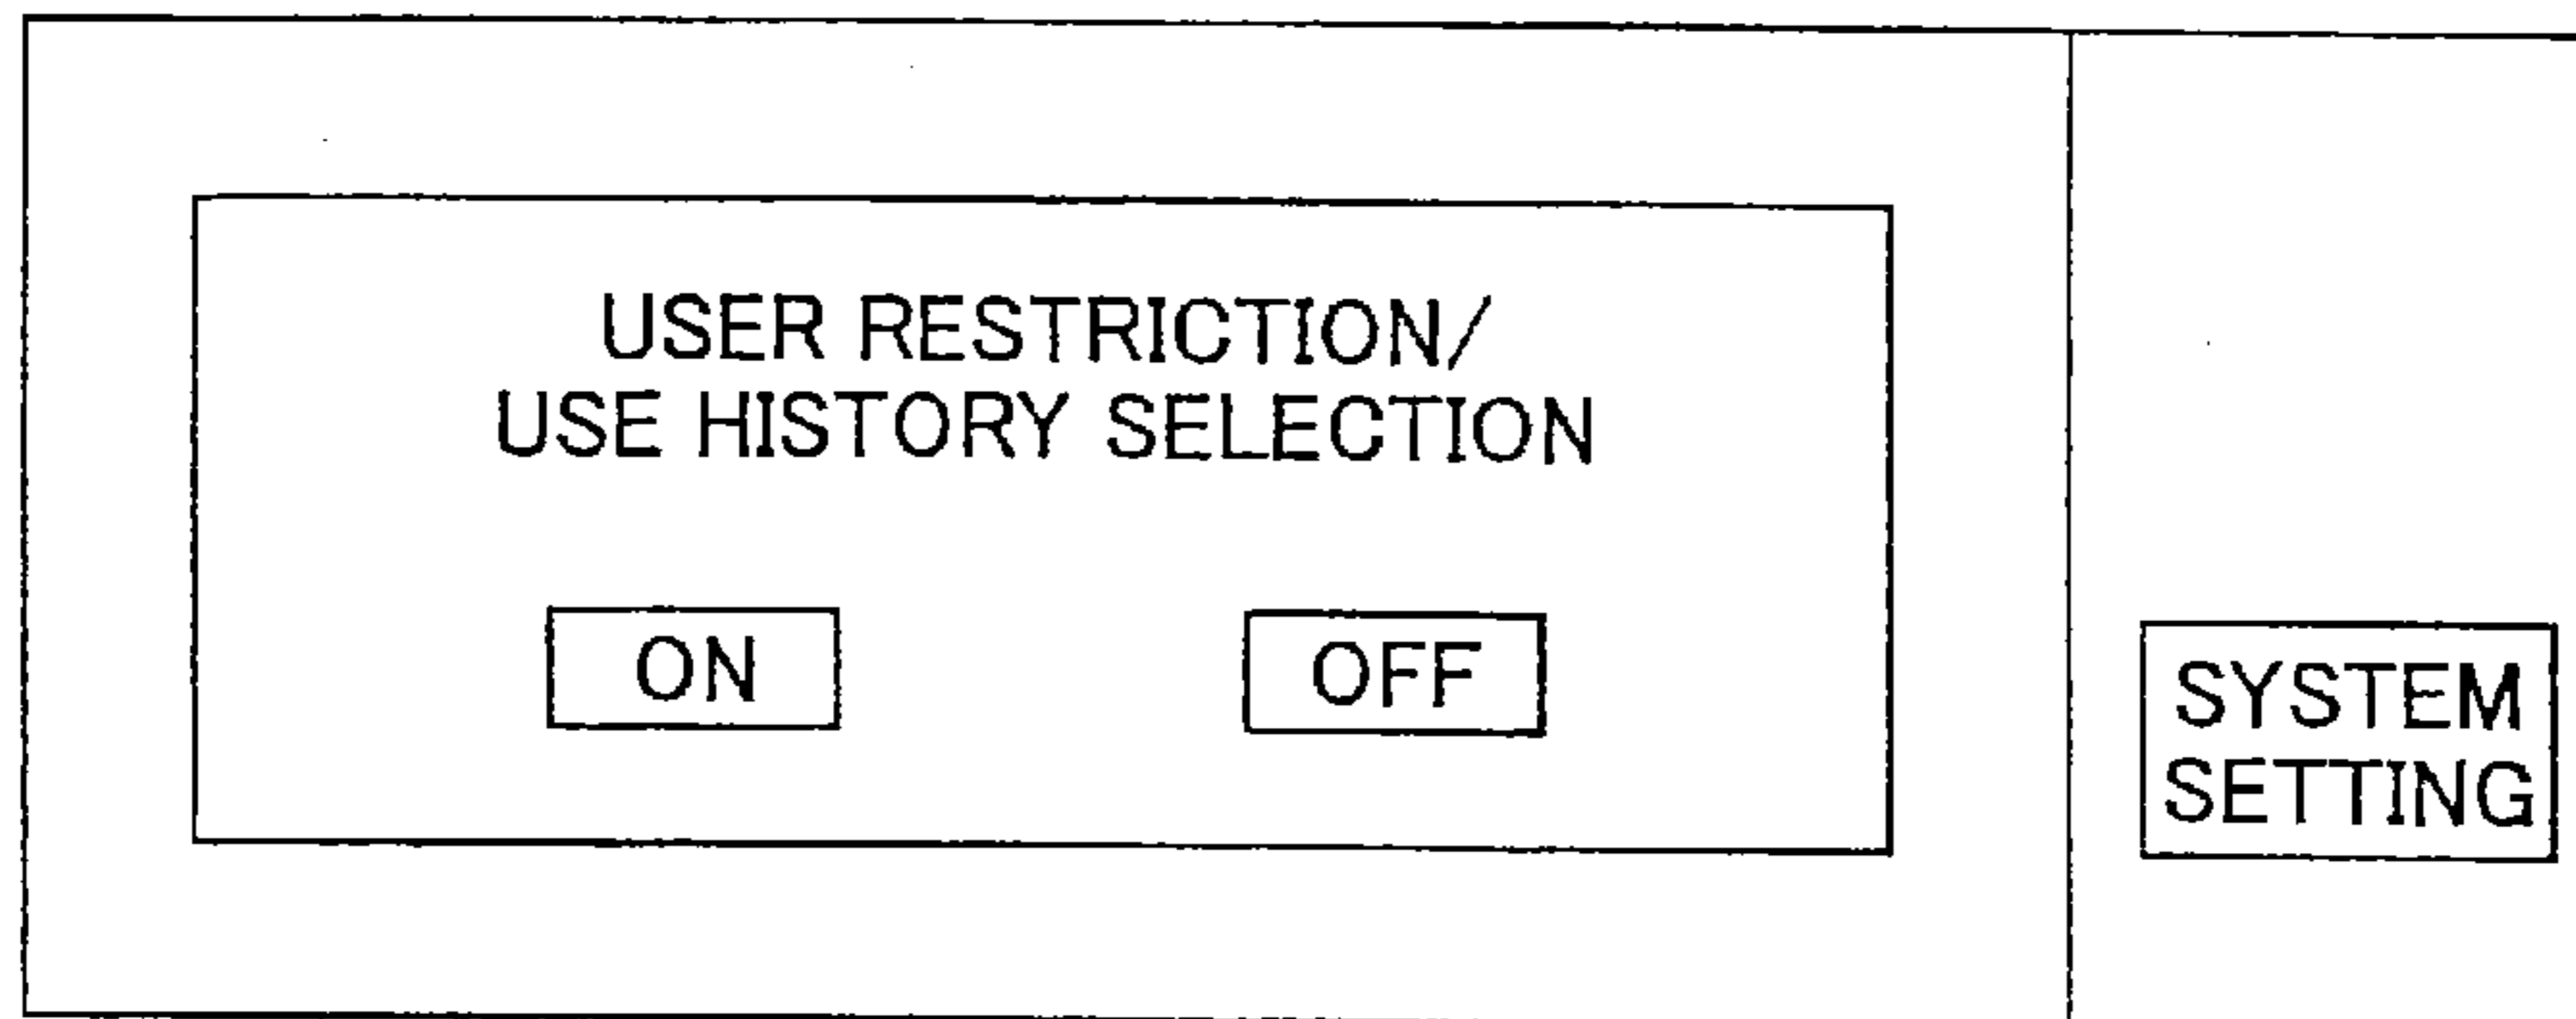 USER RESTRICTION/
USE HISTORY SELECTION
ON
OFF
SYSTEM
SETTING